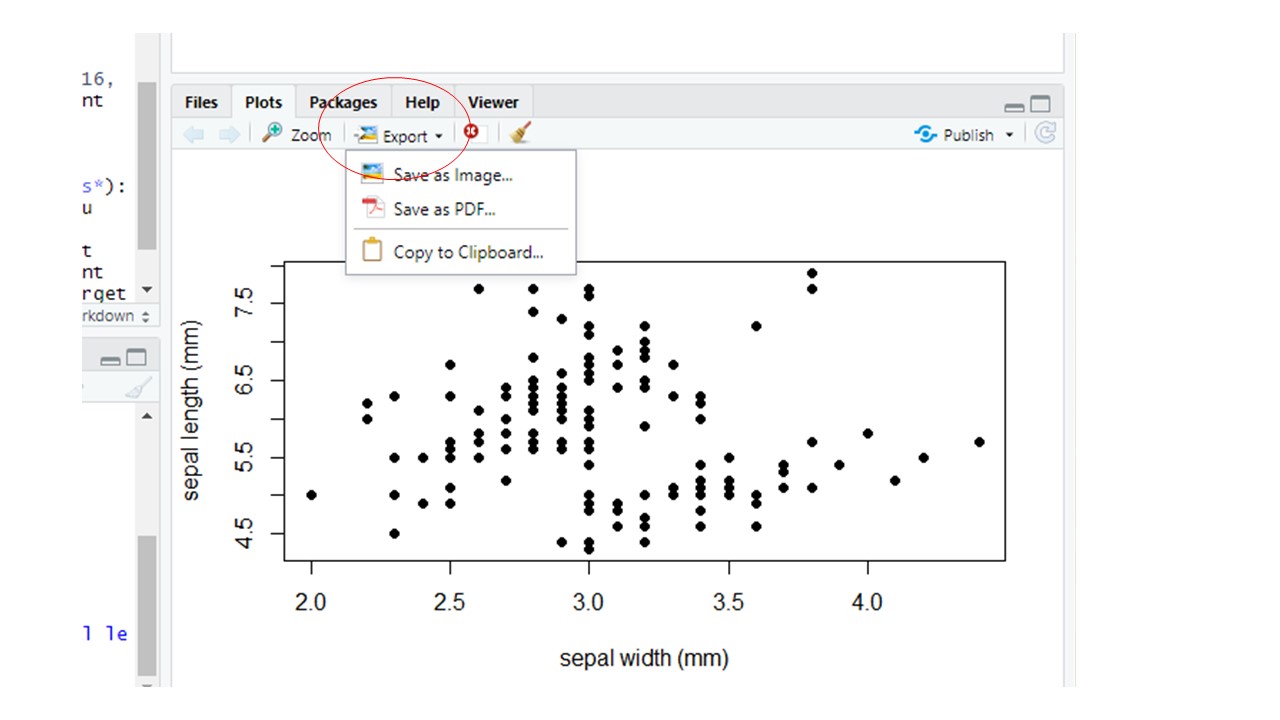 16,
nt
s*):
u
t
nt
rget
rkdown
l le
Files Plots Packages Help Viewer
Zoom Export Publish
Save as Image...
Save as PDF...
Copy to Clipboard...
sepal length (mm)
7.5
6.5
5.5
4.5
2.0 2.5 3.0 3.5 4.0
sepal width (mm)